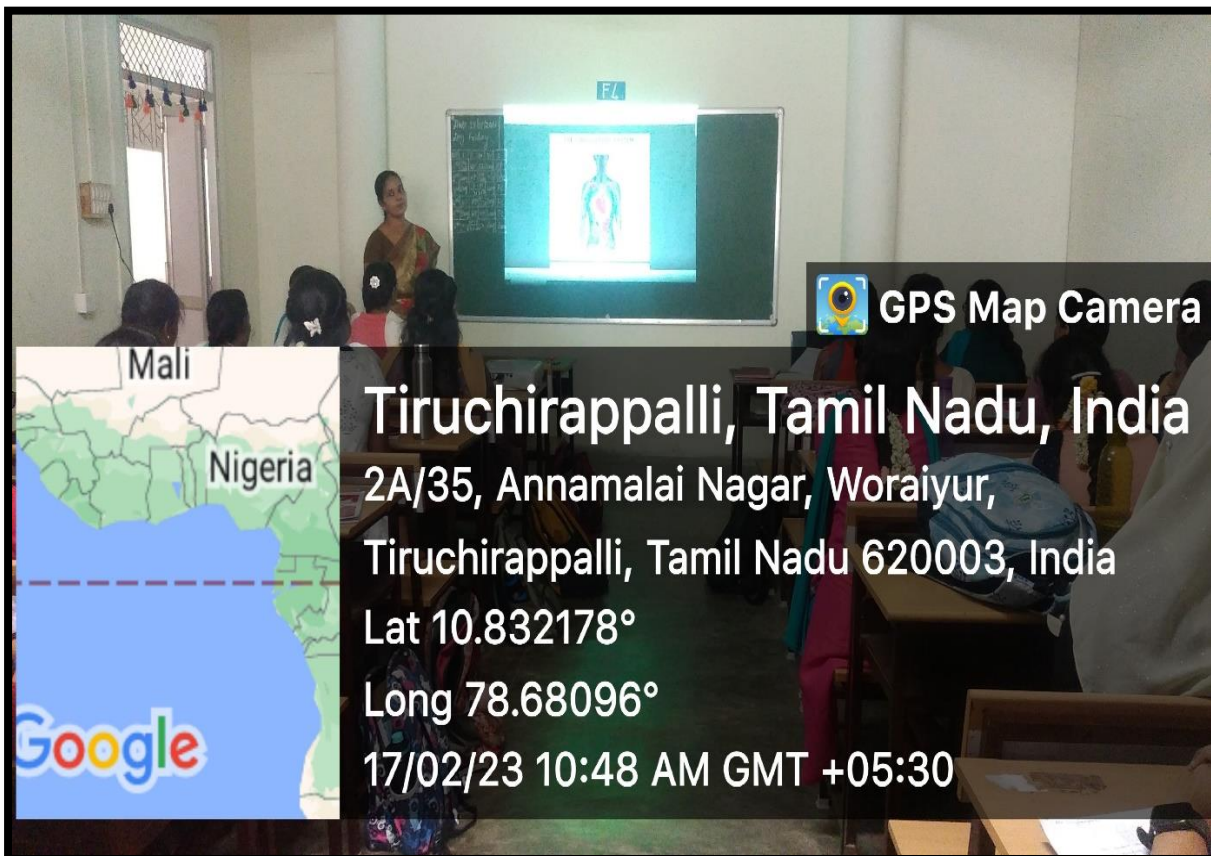 F4
GPS Map Camera
Mali
Nigeria
Google
Tiruchirappalli, Tamil Nadu, India
2A/35, Annamalai Nagar, Woraiyur,
Tiruchirappalli, Tamil Nadu 620003, India
Lat 10.832178°
Long 78.68096°
17/02/23 10:48 AM GMT +05:30